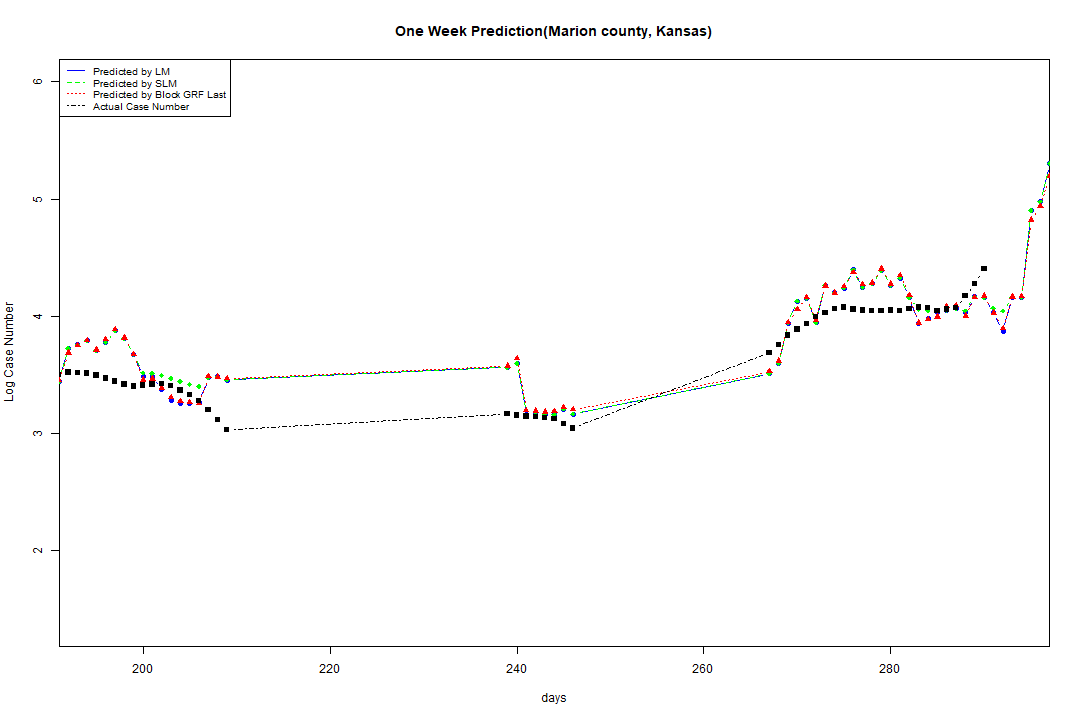 One Week Prediction(Marion county, Kansas)
Predicted by LM
Predicted by SLM
Predicted by Block GRF Last
Actual Case Number
6
5
4
3
2
Log Case Number
200 220 240 260 280
days